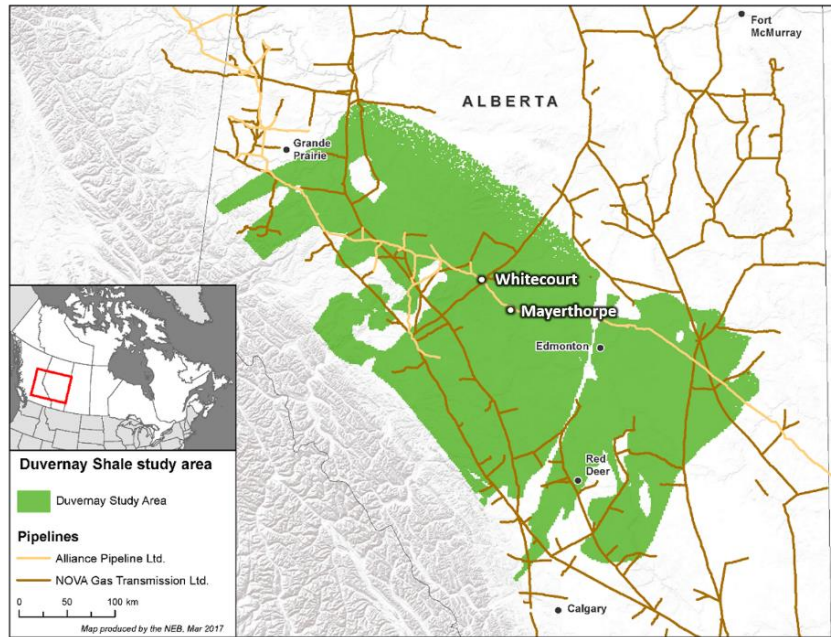 Fort
McMurray
ALBERTA
Grande
Prairie
Whitecourt
Mayerthorpe
Edmonton
Red
Deer
Calgary
Duvernay Shale study area
Duvernay Study Area
Pipelines
Alliance Pipeline Ltd.
NOVA Gas Transmission Ltd.
0 50 100 km
Map produced by the NEB, Mar 2017